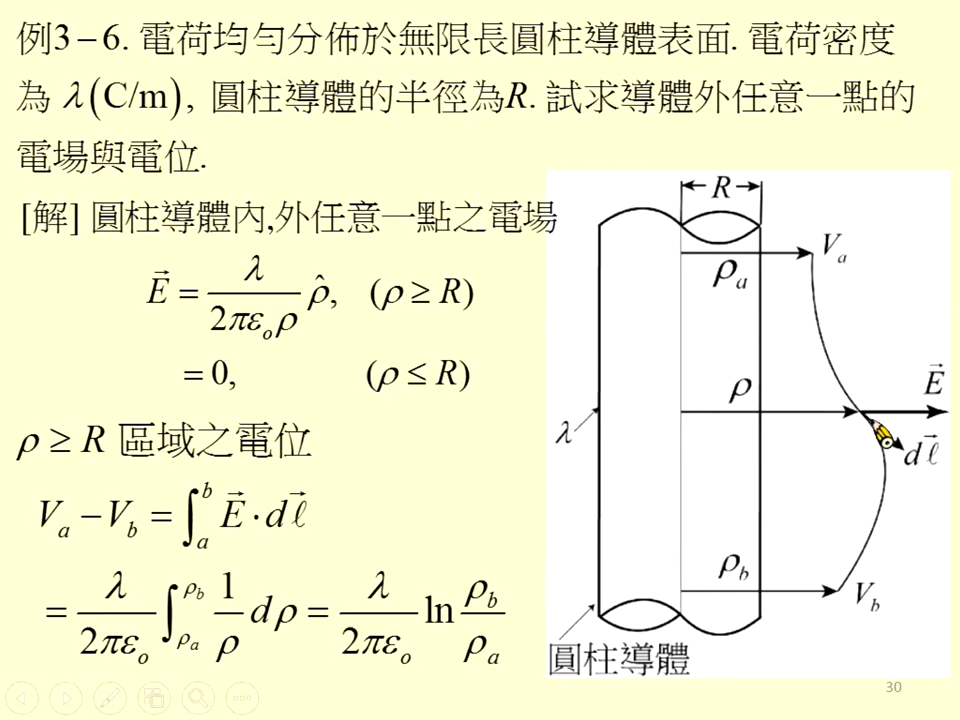 例3－6. 電荷均勻分佈於無限長圓柱導體表面. 電荷密度
為 λ(C/m), 圓柱導體的半徑為R. 試求導體外任意一點的
電場與電位.
[解] 圓柱導體內,外任意一點之電場
E⃗ = λ/(2πε₀ρ) ρ̂, (ρ ≥ R)
= 0, (ρ ≤ R)
ρ ≥ R 區域之電位
V_a − V_b = ∫_a^b E⃗ · dℓ⃗
= λ/(2πε₀) ∫_{ρ_a}^{ρ_b} 1/ρ dρ = λ/(2πε₀) ln ρ_b/ρ_a
R
V_a
ρ_a
E⃗
ρ
λ
dℓ⃗
ρ_b
V_b
圓柱導體
30